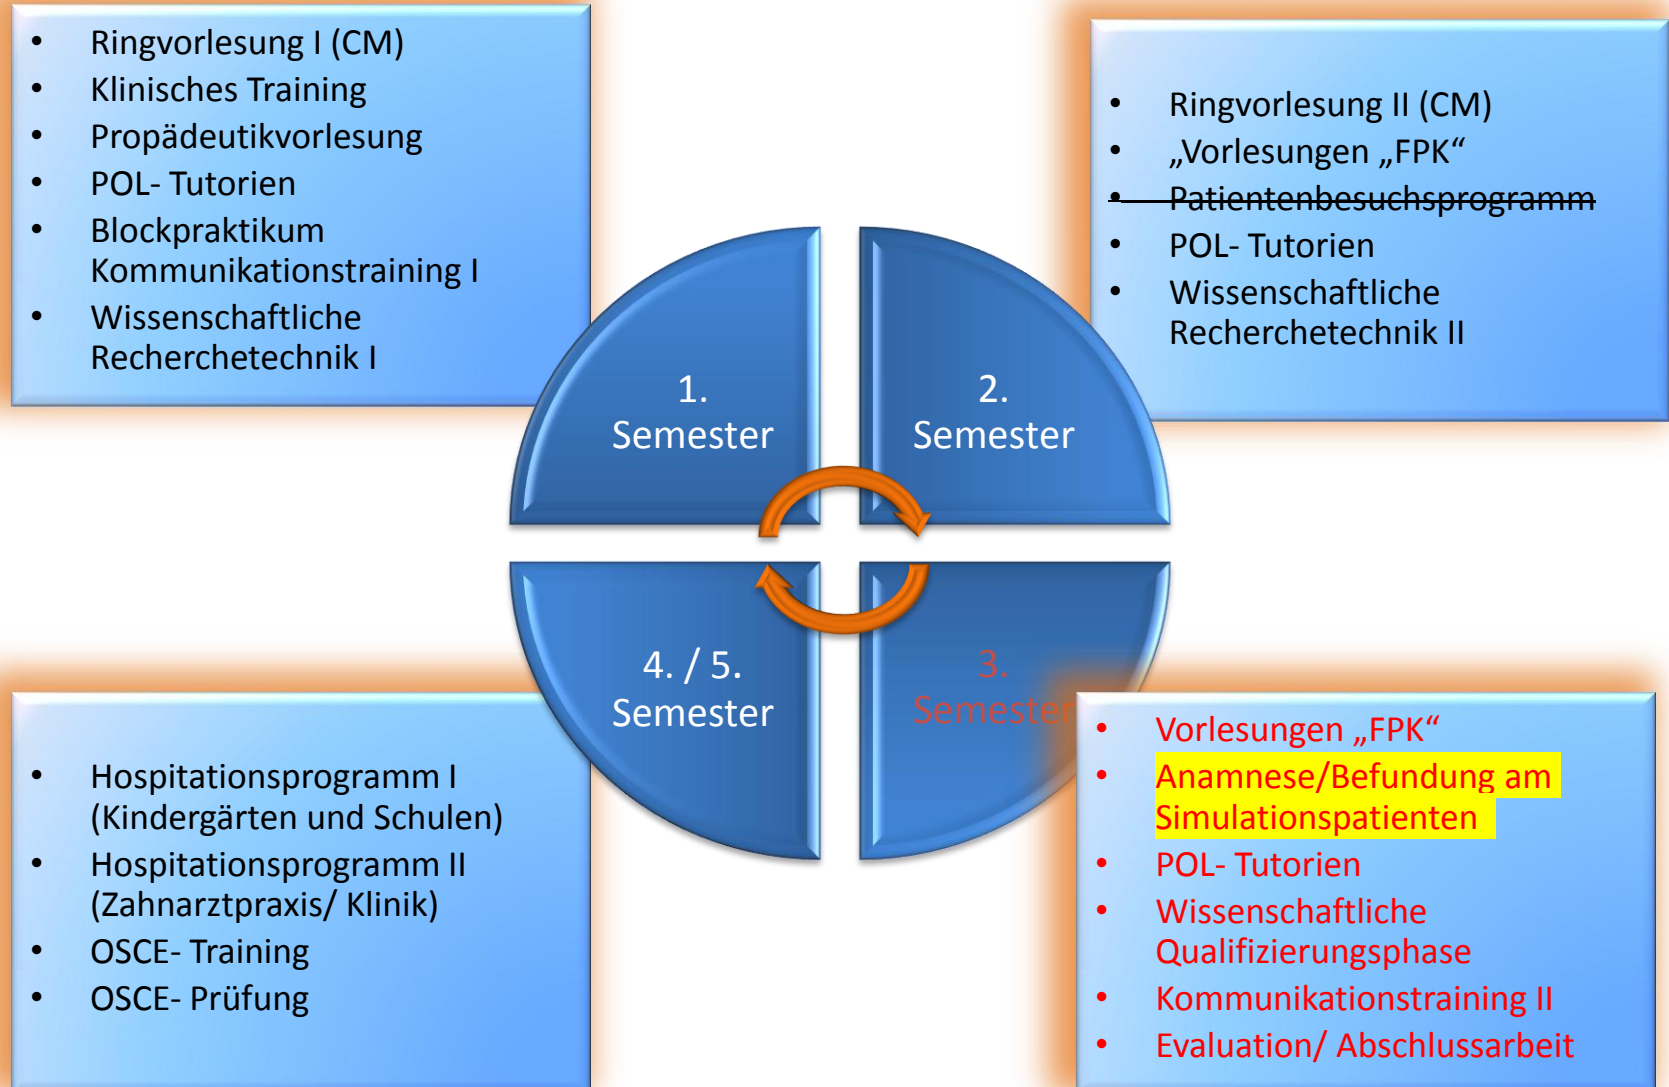 • Ringvorlesung I (CM)
• Klinisches Training
• Propädeutikvorlesung
• POL- Tutorien
• Blockpraktikum
Kommunikationstraining I
• Wissenschaftliche
Recherchetechnik I
• Ringvorlesung II (CM)
• „Vorlesungen „FPK“
• Patientenbesuchsprogramm
• POL- Tutorien
• Wissenschaftliche
Recherchetechnik II
1.
Semester
2.
Semester
4. / 5.
Semester
3.
Semester
• Hospitationsprogramm I
(Kindergärten und Schulen)
• Hospitationsprogramm II
(Zahnarztpraxis/ Klinik)
• OSCE- Training
• OSCE- Prüfung
• Vorlesungen „FPK“
• Anamnese/Befundung am
Simulationspatienten
• POL- Tutorien
• Wissenschaftliche
Qualifizierungsphase
• Kommunikationstraining II
• Evaluation/ Abschlussarbeit